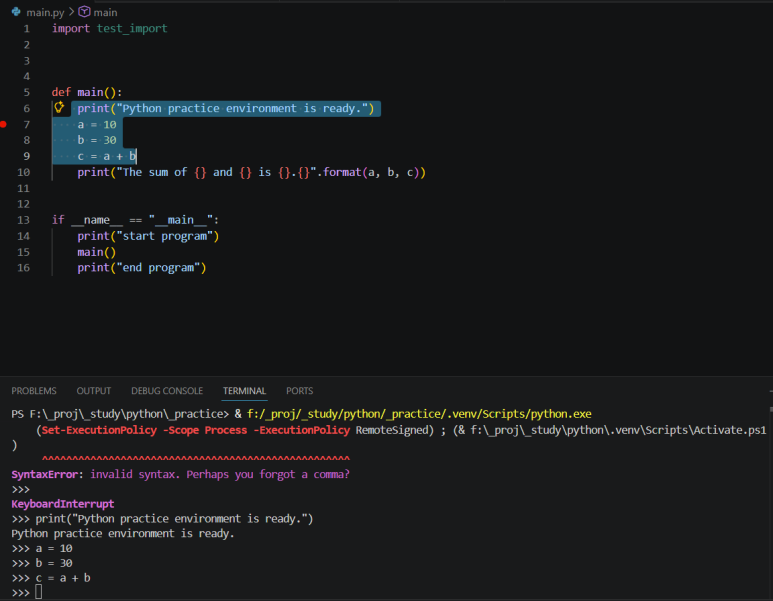 main.py > main
1 import test_import
2
3
4
5 def main():
6 print("Python practice environment is ready.")
7 a = 10
8 b = 30
9 c = a + b
10 print("The sum of {} and {} is {}.{}".format(a, b, c))
11
12
13 if __name__ == "__main__":
14 print("start program")
15 main()
16 print("end program")
PROBLEMS OUTPUT DEBUG CONSOLE TERMINAL PORTS
PS F:\_proj\_study\python\_practice> & f:/_proj/_study/python/_practice/.venv/Scripts/python.exe
(Set-ExecutionPolicy -Scope Process -ExecutionPolicy RemoteSigned) ; (& f:\_proj\_study\python\.venv\Scripts\Activate.ps1
)
^^^^^^^^^^^^^^^^^^^^^^^^^^^^^^^^^^^^^^^^^^^^^^^^^^^
SyntaxError: invalid syntax. Perhaps you forgot a comma?
>>>
KeyboardInterrupt
>>> print("Python practice environment is ready.")
Python practice environment is ready.
>>> a = 10
>>> b = 30
>>> c = a + b
>>>